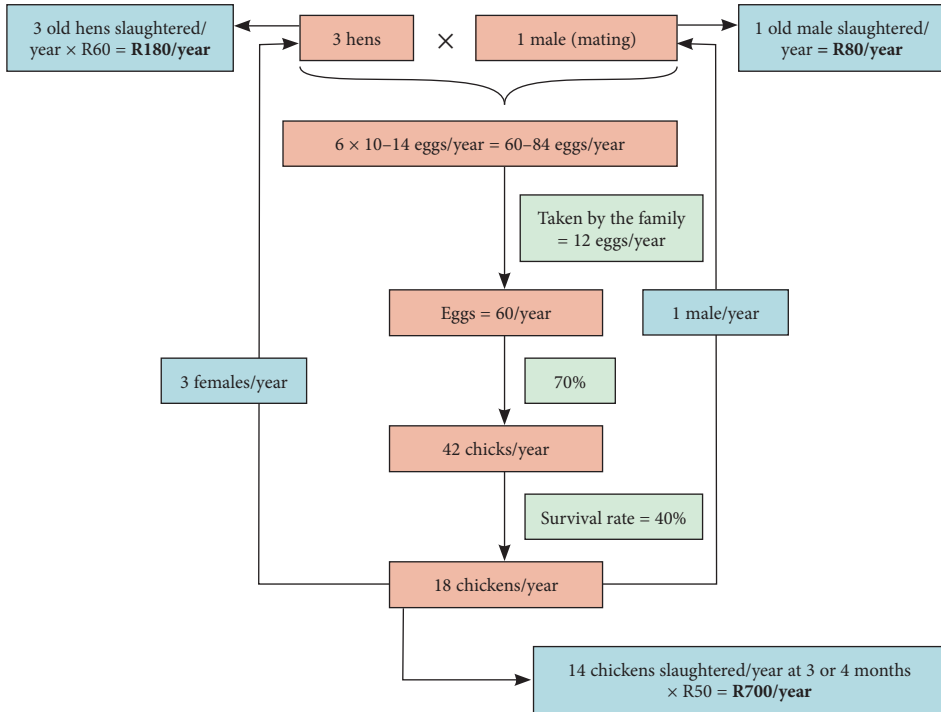 3 old hens slaughtered/
year × R60 = R180/year
3 hens
×
1 male (mating)
1 old male slaughtered/
year = R80/year
6 × 10–14 eggs/year = 60–84 eggs/year
Taken by the family
= 12 eggs/year
Eggs = 60/year
1 male/year
3 females/year
70%
42 chicks/year
Survival rate = 40%
18 chickens/year
14 chickens slaughtered/year at 3 or 4 months
× R50 = R700/year